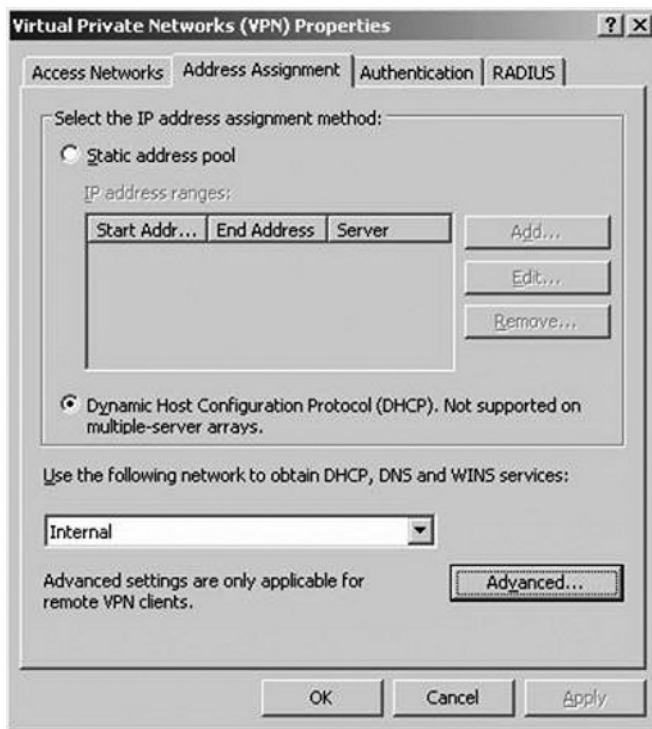 Virtual Private Networks (VPN) Properties
Access Networks Address Assignment Authentication RADIUS
Select the IP address assignment method:
Static address pool
IP address ranges:
Start Addr... End Address Server
Add...
Edit...
Remove...
Dynamic Host Configuration Protocol (DHCP). Not supported on
multiple-server arrays.
Use the following network to obtain DHCP, DNS and WINS services:
Internal
Advanced settings are only applicable for
remote VPN clients.
Advanced...
OK Cancel Apply